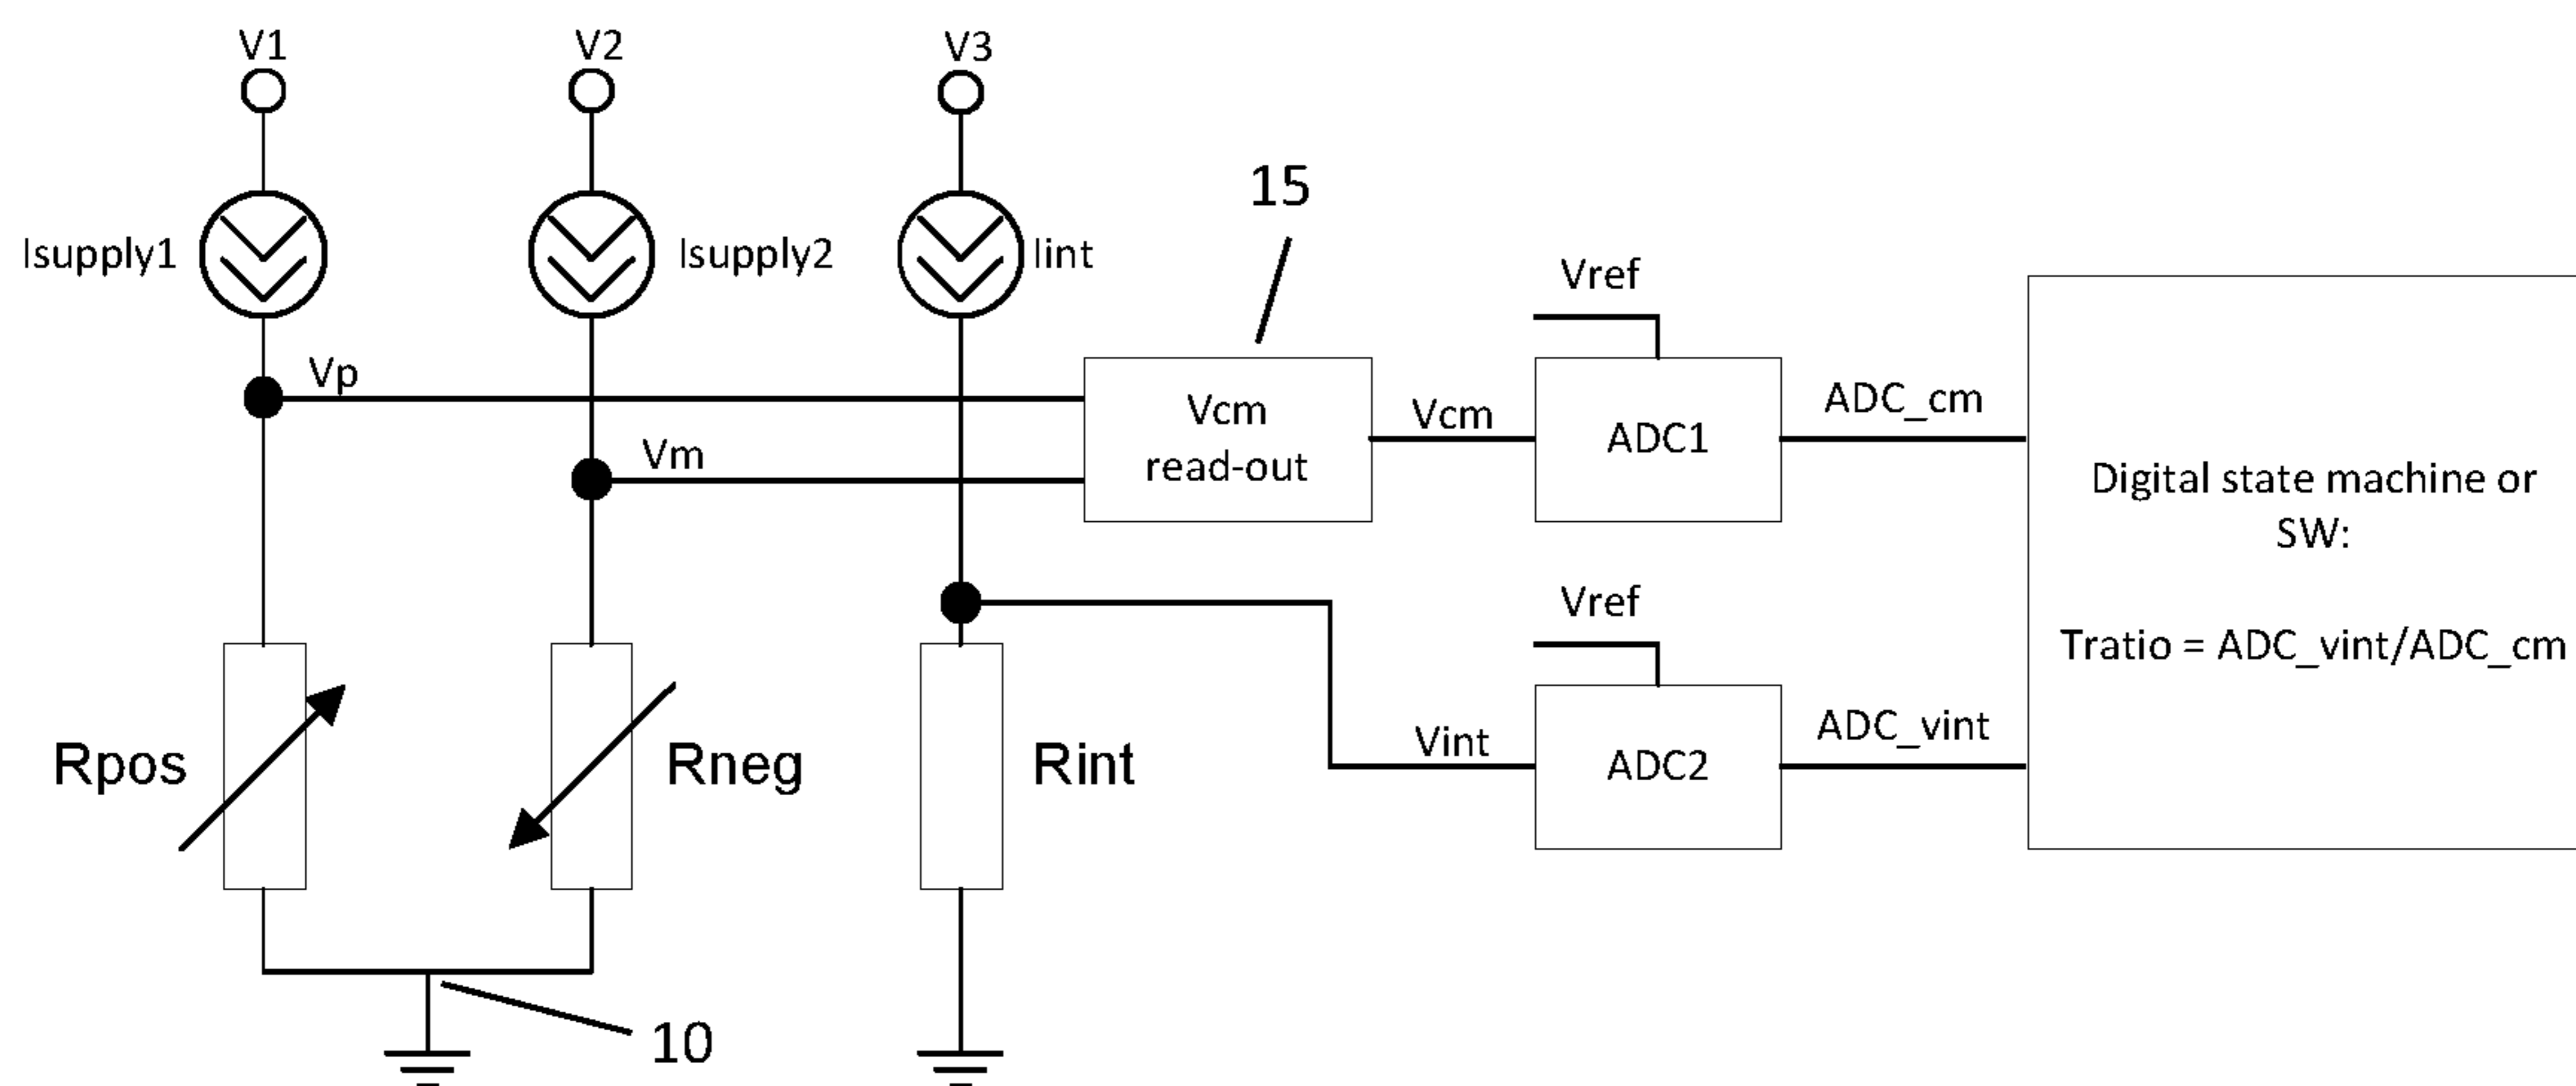 V1
V2
V3
15
Isupply1
Isupply2
Iint
Vref
Vp
Vcm
read-out
Vcm
ADC1
ADC_cm
Vm
Digital state machine or
SW:
Vref
Tratio = ADC_vint/ADC_cm
Rpos
Rneg
Rint
Vint
ADC2
ADC_vint
10